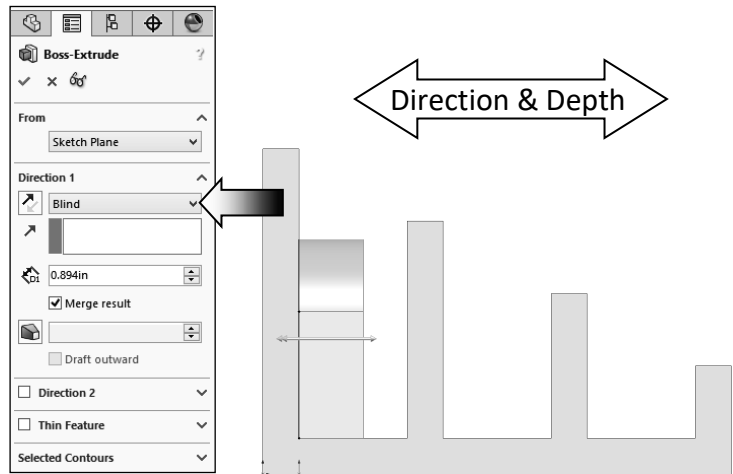 Boss-Extrude ?
From
Sketch Plane
Direction 1
Blind
D1 0.894in
Merge result
Draft outward
Direction 2
Thin Feature
Selected Contours
Direction & Depth